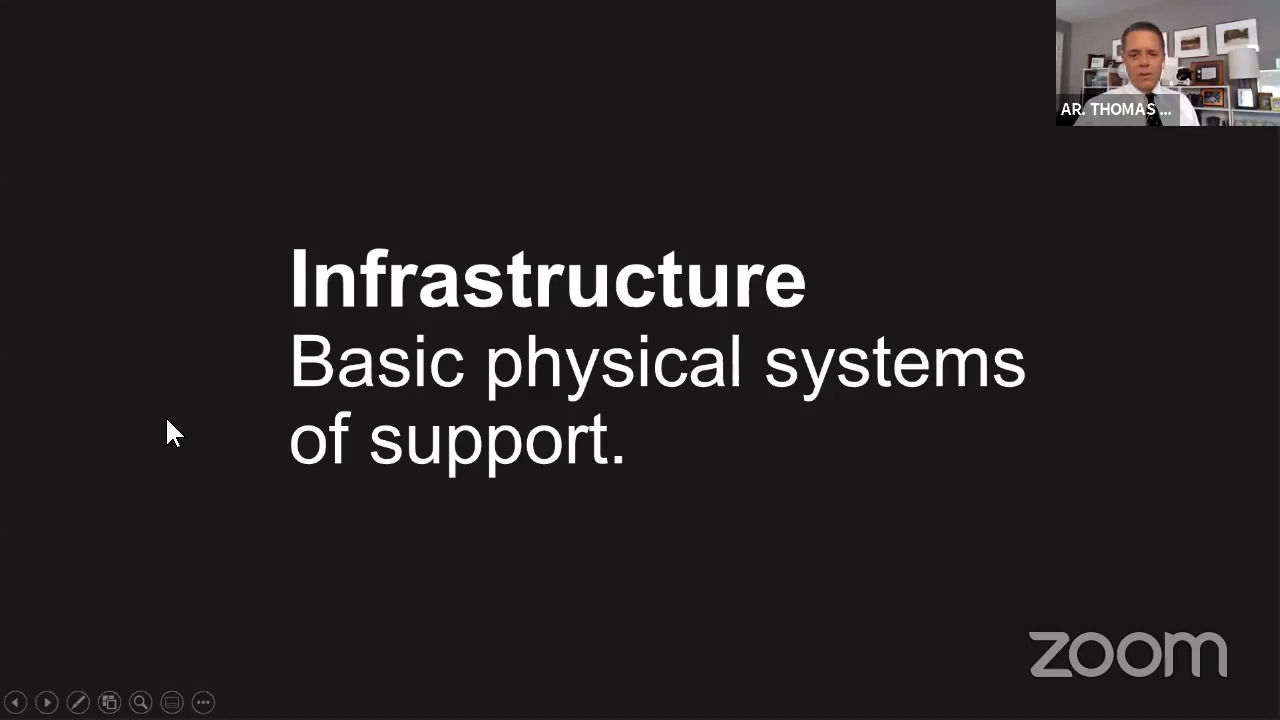 AR. THOMAS ...
Infrastructure
Basic physical systems
of support.
zoom